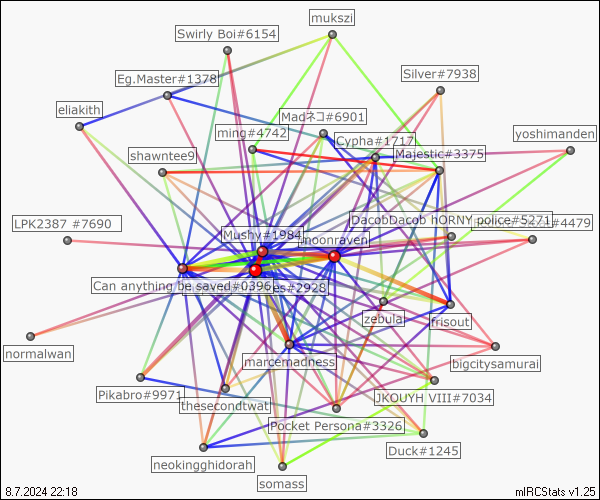 mukszi
Swirly Boi#6154
Silver#7938
Eg.Master#1378
eliakith
Madネコ#6901
ming#4742
Cypha#1717
yoshimanden
shawntee9
Majestic#3375
LPK2387 #7690
DacobDacob hORNY police#5271
#4479
Mushy#1984
moonraven
Can anything be saved#0396
es#2928
zebula
frisout
normalwan
marcemadness
bigcitysamurai
Pikabro#9971
thesecondtwat
JKOUYH VIII#7034
Pocket Persona#3326
Duck#1245
neokingghidorah
somass
8.7.2024 22:18
mIRCStats v1.25